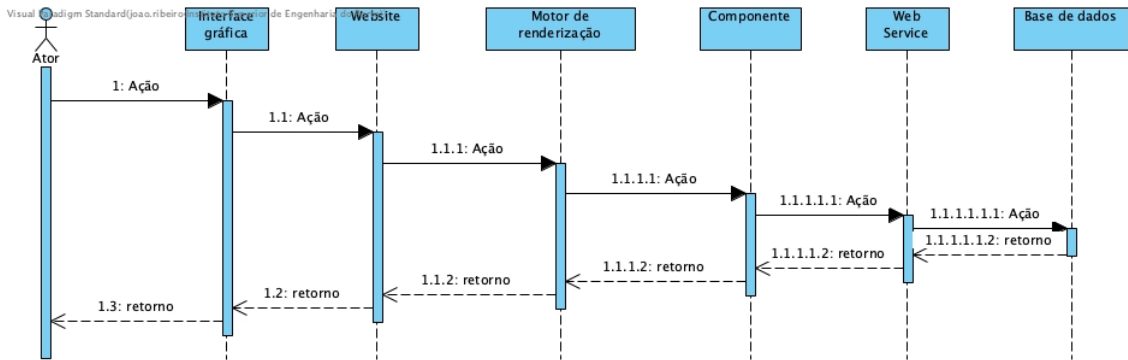 Visual Paradigm Standard(joao.ribeiro
Ator
Interface
gráfica
Website
Motor de
renderização
Componente
Web
Service
Base de dados
1: Ação
1.1: Ação
1.1.1: Ação
1.1.1.1: Ação
1.1.1.1.1: Ação
1.1.1.1.1.1: Ação
1.1.1.1.1.2: retorno
1.1.1.1.2: retorno
1.1.1.2: retorno
1.1.2: retorno
1.2: retorno
1.3: retorno